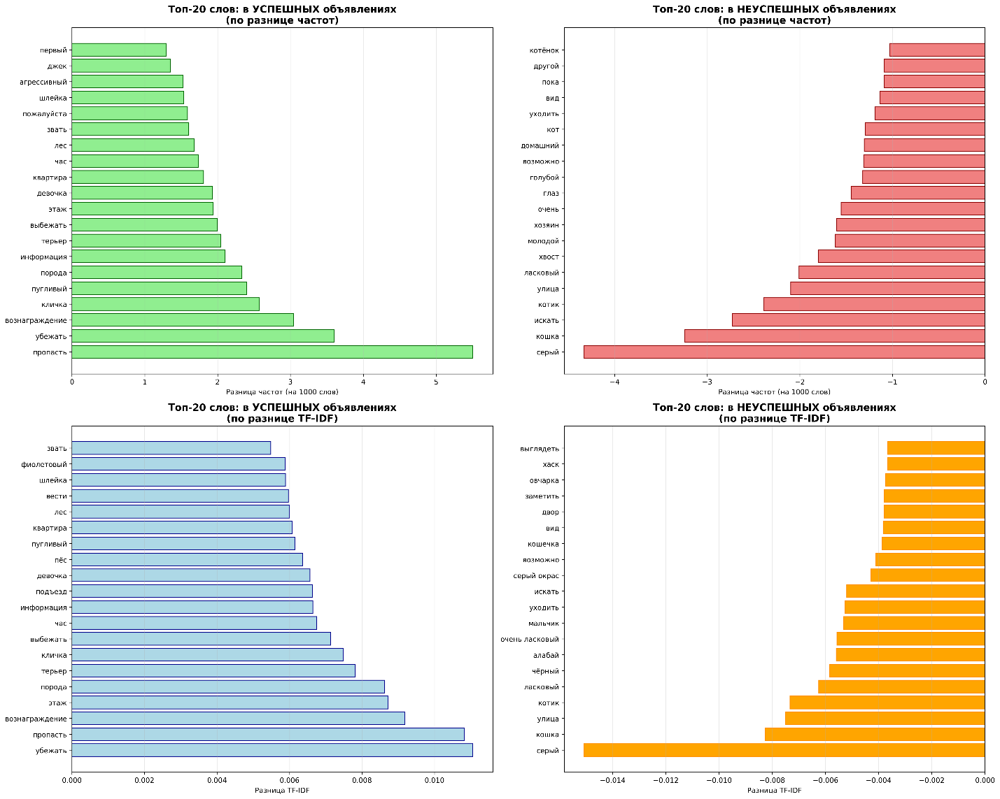 Топ-20 слов: в УСПЕШНЫХ объявлениях
(по разнице частот)
первый
джек
агрессивный
шлейка
пожалуйста
звать
лес
час
квартира
девочка
этаж
выбежать
терьер
информация
порода
пугливый
кличка
вознаграждение
убежать
пропасть
0 1 2 3 4 5
Разница частот (на 1000 слов)
Топ-20 слов: в НЕУСПЕШНЫХ объявлениях
(по разнице частот)
котёнок
другой
пока
вид
уходить
кот
домашний
возможно
голубой
глаз
очень
хозяин
молодой
хвост
ласковый
улица
котик
искать
кошка
серый
−4 −3 −2 −1 0
Разница частот (на 1000 слов)
Топ-20 слов: в УСПЕШНЫХ объявлениях
(по разнице TF-IDF)
звать
фиолетовый
шлейка
вести
лес
квартира
пугливый
пёс
девочка
подъезд
информация
час
выбежать
кличка
терьер
порода
этаж
вознаграждение
пропасть
убежать
0.000 0.002 0.004 0.006 0.008 0.010
Разница TF-IDF
Топ-20 слов: в НЕУСПЕШНЫХ объявлениях
(по разнице TF-IDF)
выглядеть
хаск
овчарка
заметить
двор
вид
кошечка
возможно
серый окрас
искать
уходить
мальчик
очень ласковый
алабай
чёрный
ласковый
котик
улица
кошка
серый
−0.014 −0.012 −0.010 −0.008 −0.006 −0.004 −0.002 0.000
Разница TF-IDF